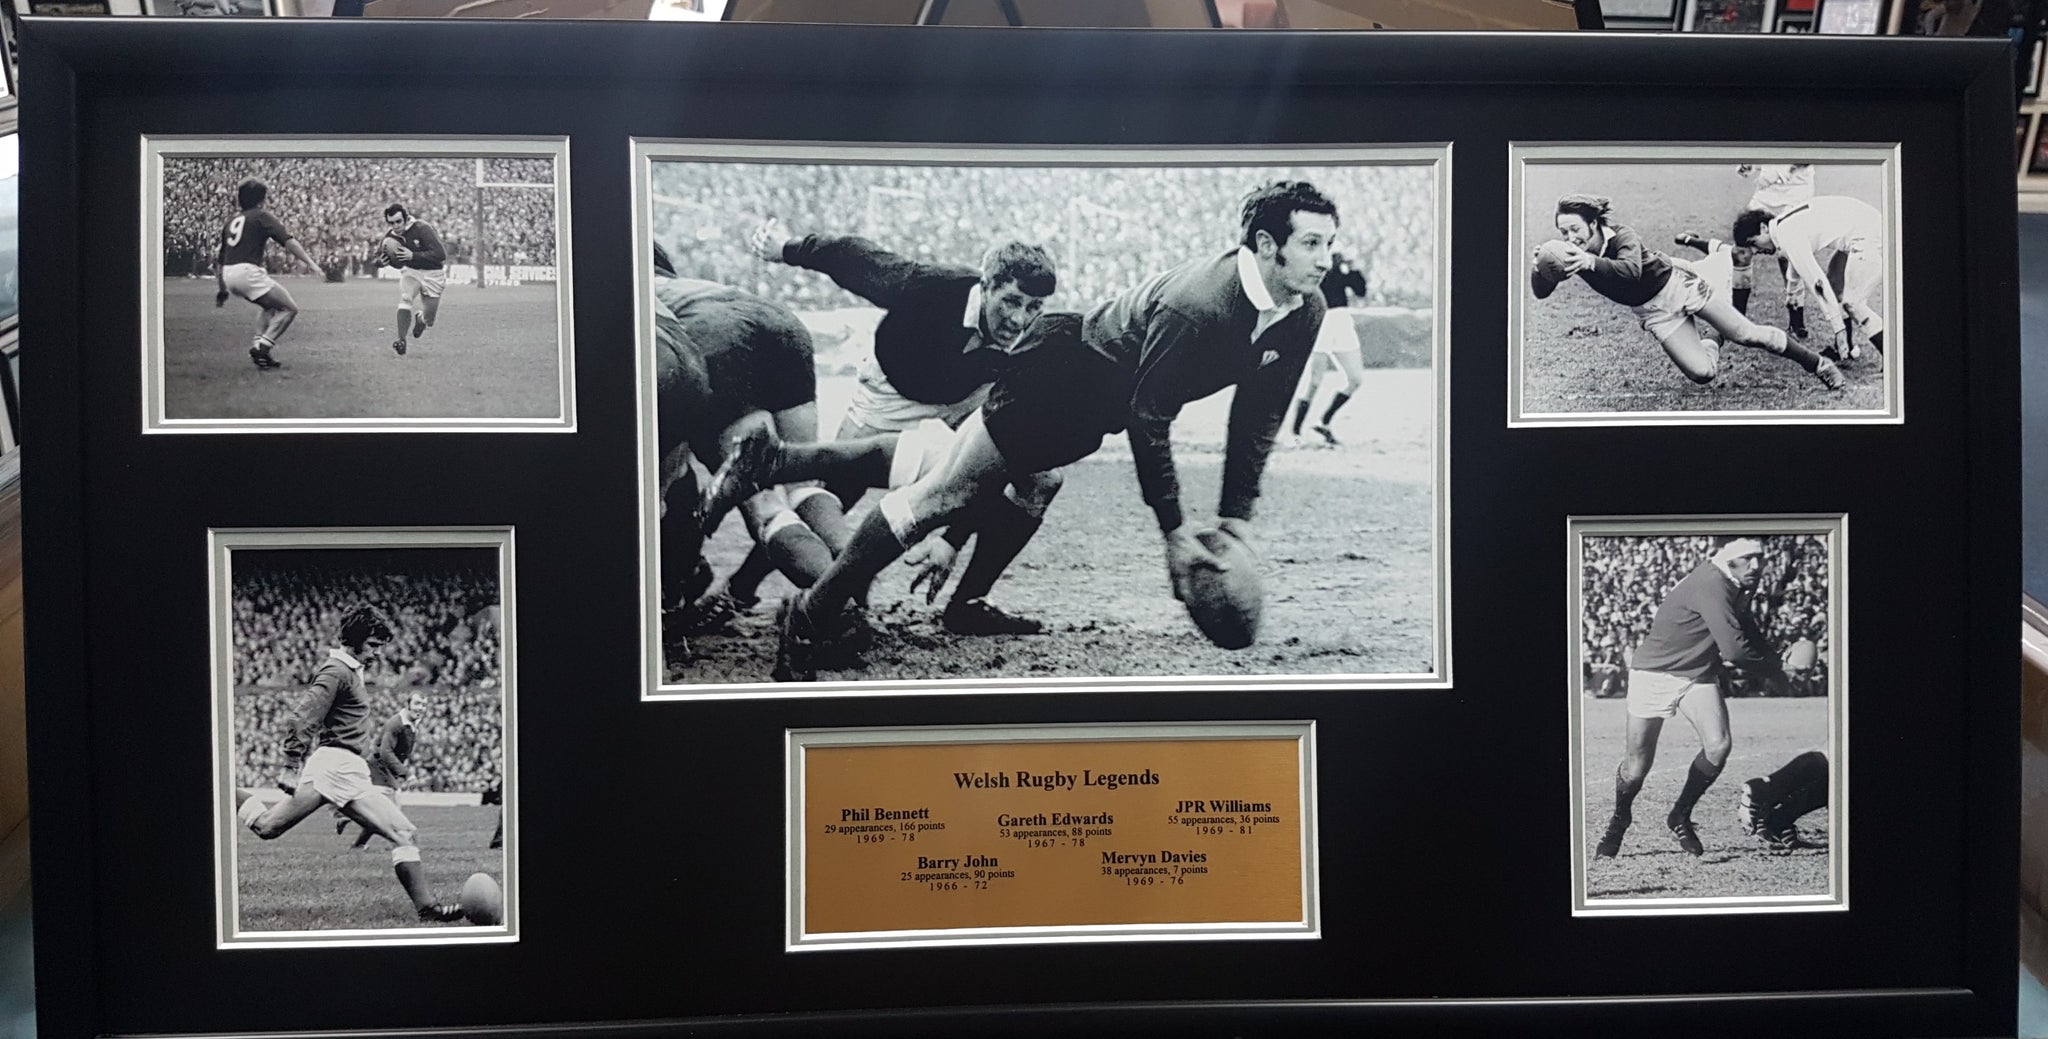 9
CIAL SERVICES
Welsh Rugby Legends
Phil Bennett
29 appearances, 166 points
1969 - 78
Gareth Edwards
53 appearances, 88 points
1967 - 78
JPR Williams
55 appearances, 36 points
1969 - 81
Barry John
25 appearances, 90 points
1966 - 72
Mervyn Davies
38 appearances, 7 points
1969 - 76